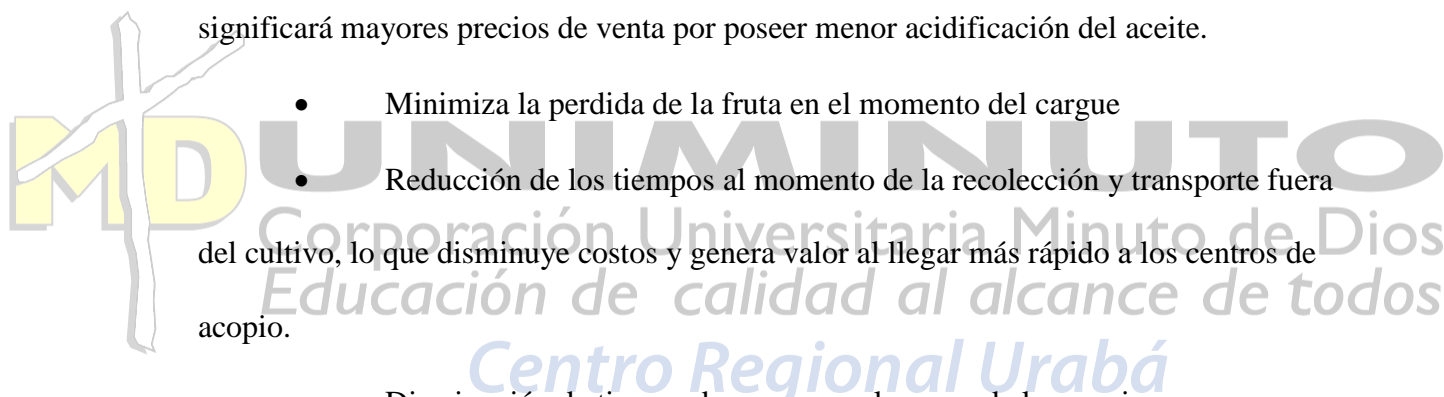 significará mayores precios de venta por poseer menor acidificación del aceite.
• Minimiza la perdida de la fruta en el momento del cargue
UNIMINUTO
MD
• Reducción de los tiempos al momento de la recolección y transporte fuera
Corporación Universitaria Minuto de Dios
del cultivo, lo que disminuye costos y genera valor al llegar más rápido a los centros de
Educación de calidad al alcance de todos
acopio.
Centro Regional Urabá